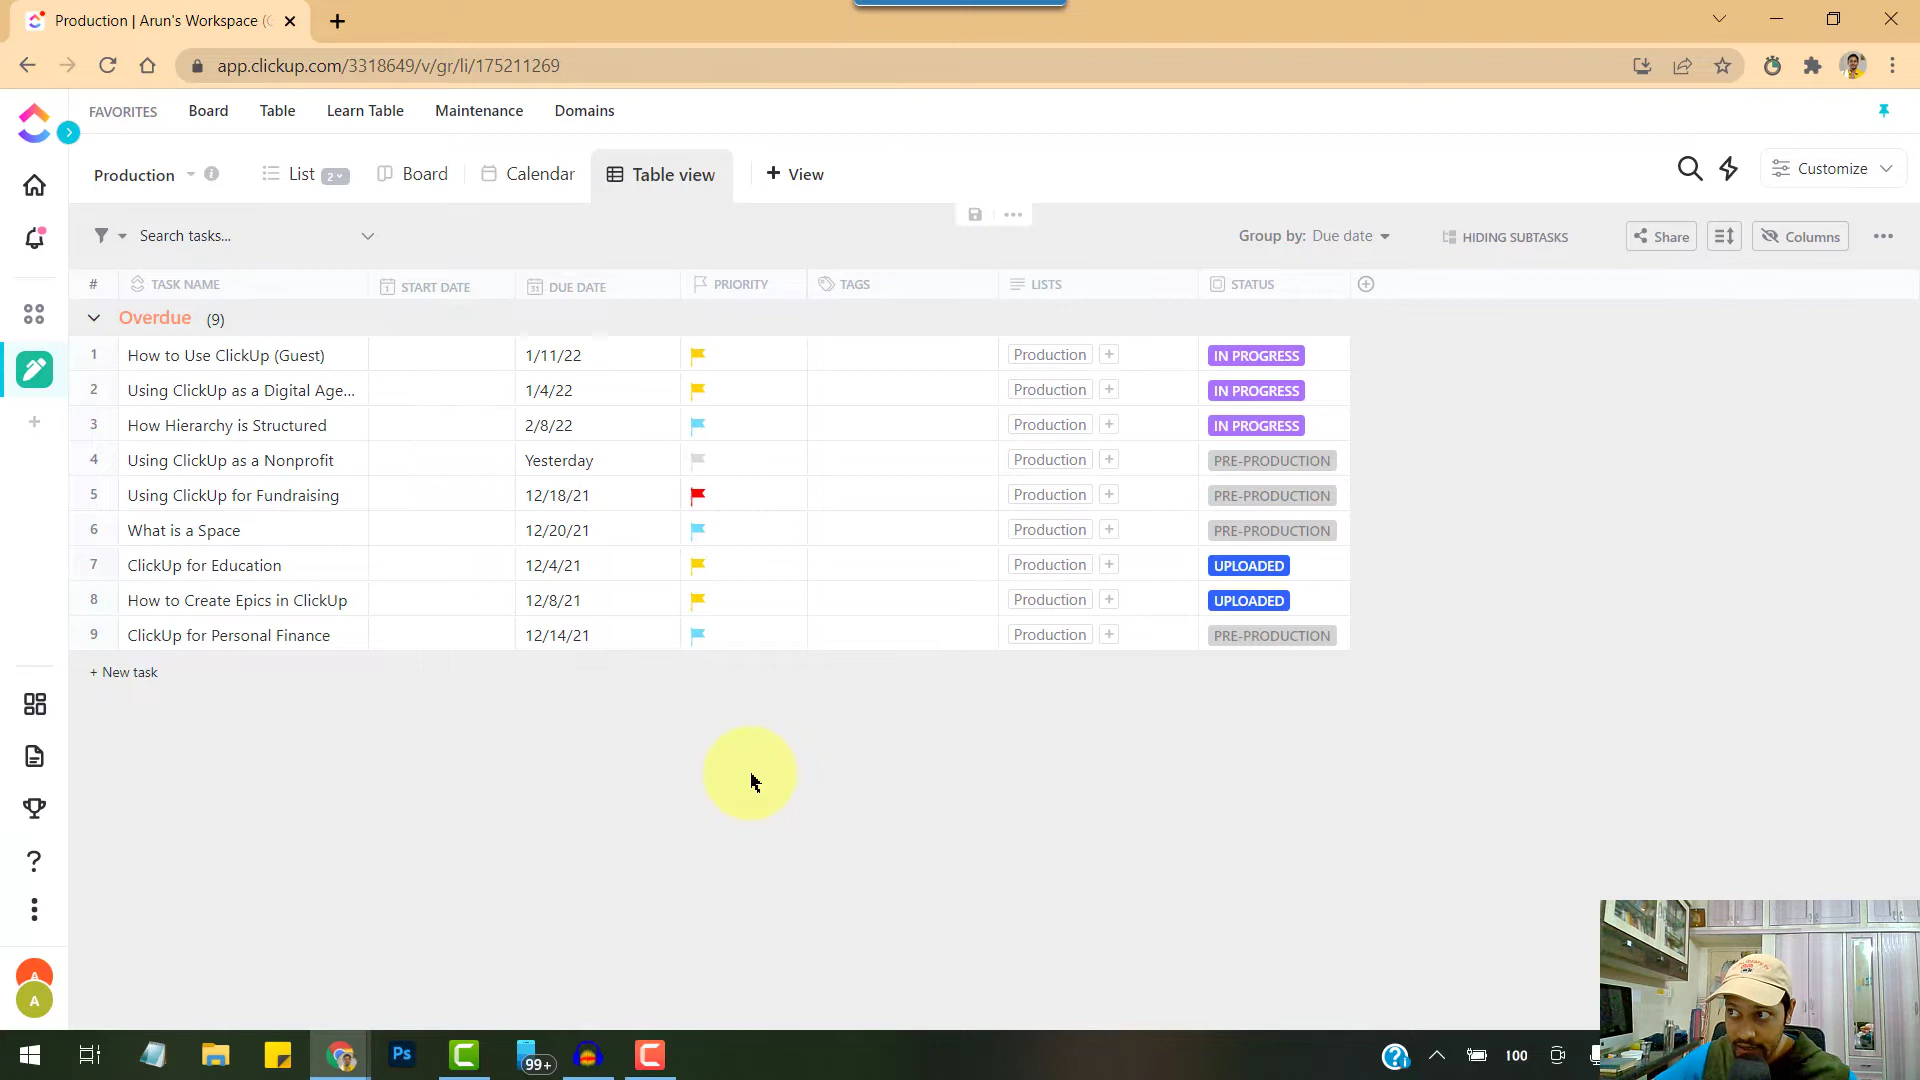 Production | Arun's Workspace (
app.clickup.com/3318649/v/gr/li/175211269
FAVORITES Board Table Learn Table Maintenance Domains
Production List 2 Board Calendar Table view + View Customize
Search tasks... Group by: Due date HIDING SUBTASKS Share Columns
# TASK NAME START DATE DUE DATE PRIORITY TAGS LISTS STATUS
Overdue (9)
1 How to Use ClickUp (Guest) 1/11/22 Production + IN PROGRESS
2 Using ClickUp as a Digital Age... 1/4/22 Production + IN PROGRESS
3 How Hierarchy is Structured 2/8/22 Production + IN PROGRESS
4 Using ClickUp as a Nonprofit Yesterday Production + PRE-PRODUCTION
5 Using ClickUp for Fundraising 12/18/21 Production + PRE-PRODUCTION
6 What is a Space 12/20/21 Production + PRE-PRODUCTION
7 ClickUp for Education 12/4/21 Production + UPLOADED
8 How to Create Epics in ClickUp 12/8/21 Production + UPLOADED
9 ClickUp for Personal Finance 12/14/21 Production + PRE-PRODUCTION
+ New task
A
A
Ps 99+ 100